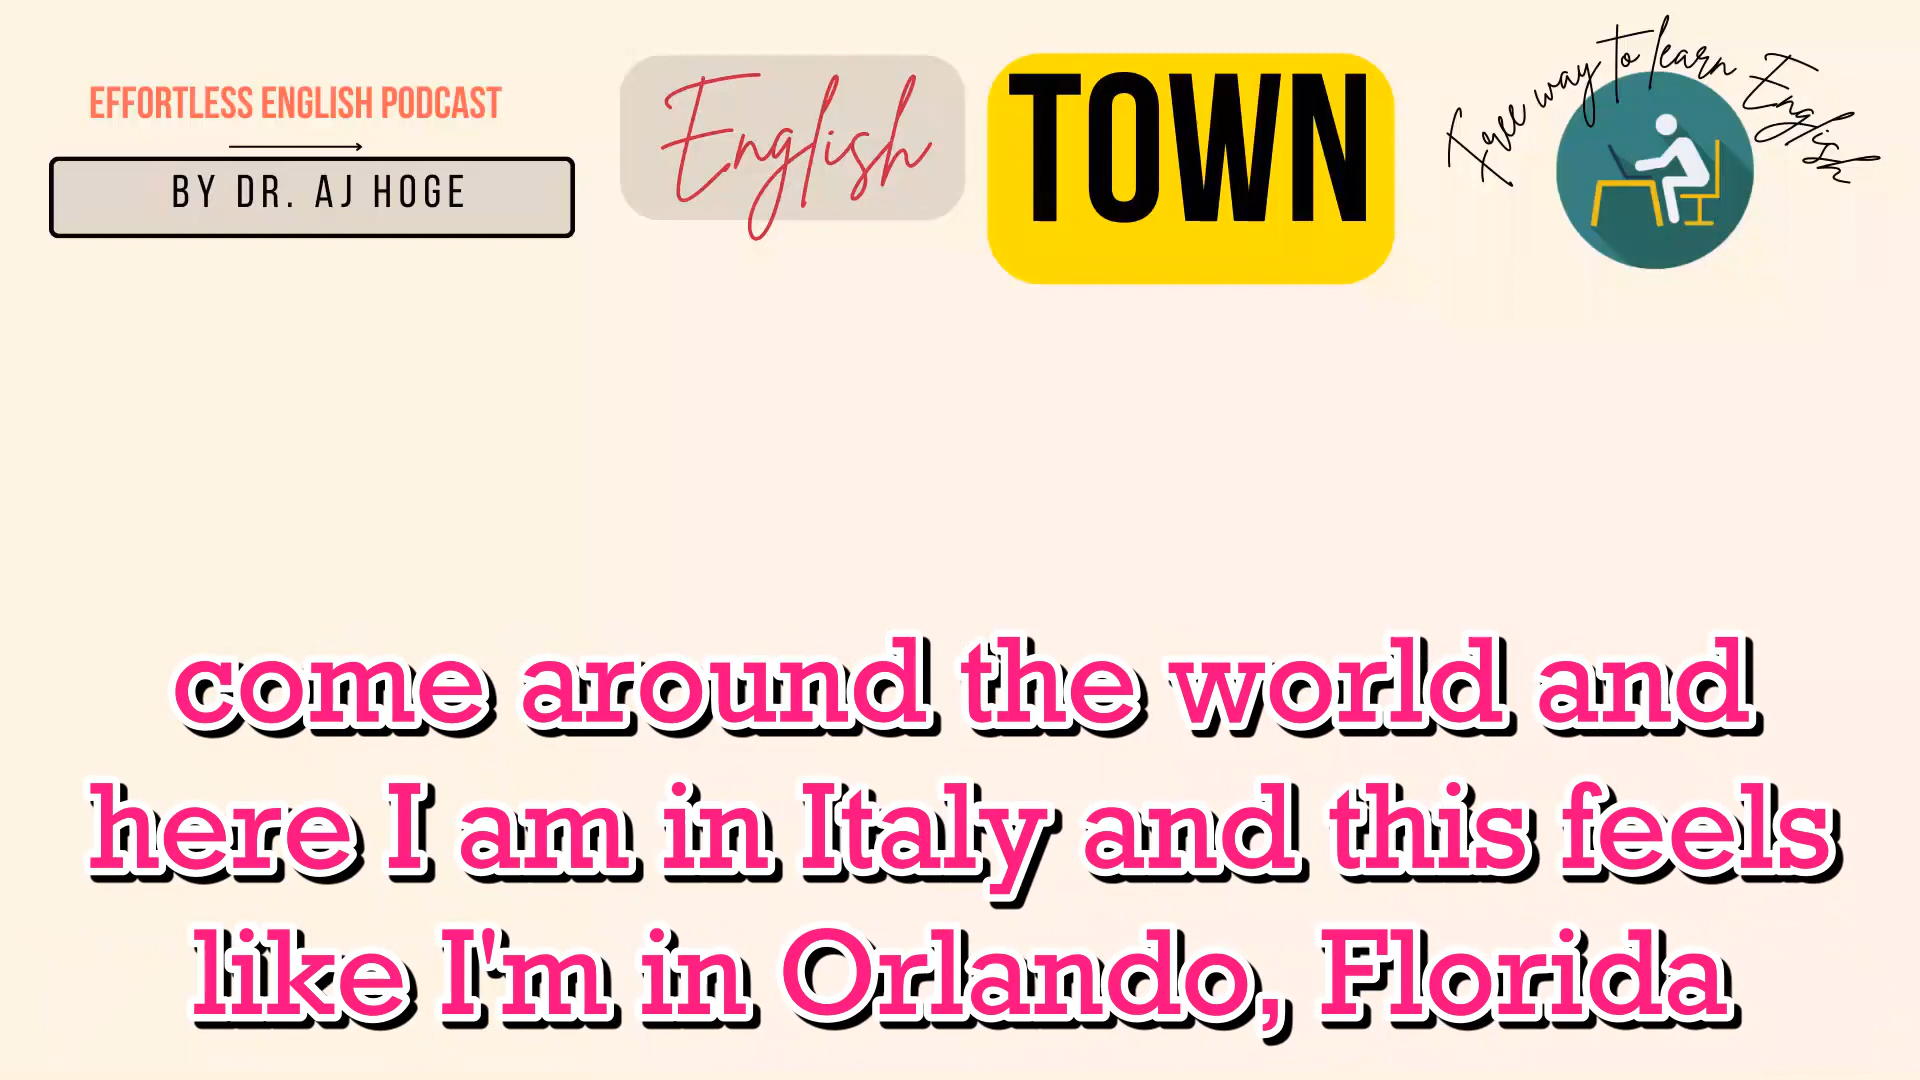 EFFORTLESS ENGLISH PODCAST
BY DR. AJ HOGE
English
TOWN
Free way to learn English
come around the world and
here I am in Italy and this feels
like I'm in Orlando, Florida